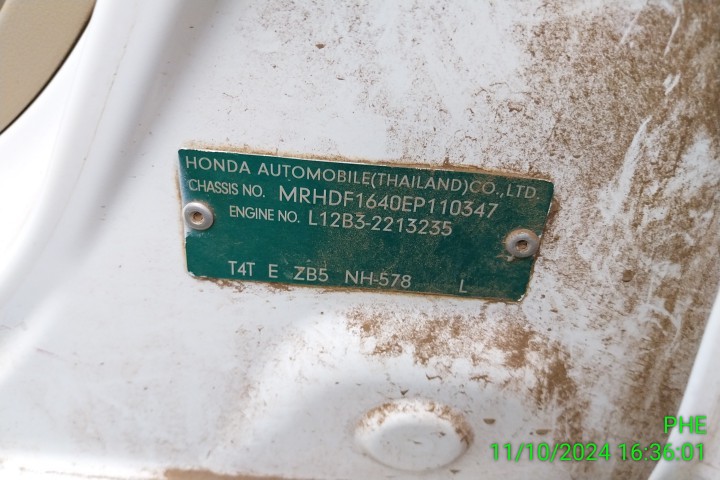 HONDA AUTOMOBILE(THAILAND)CO.,LTD
CHASSIS NO. MRHDF1640EP110347
ENGINE NO. L12B3-2213235
T4T E ZB5 NH-578 L
PHE
11/10/2024 16:36:01